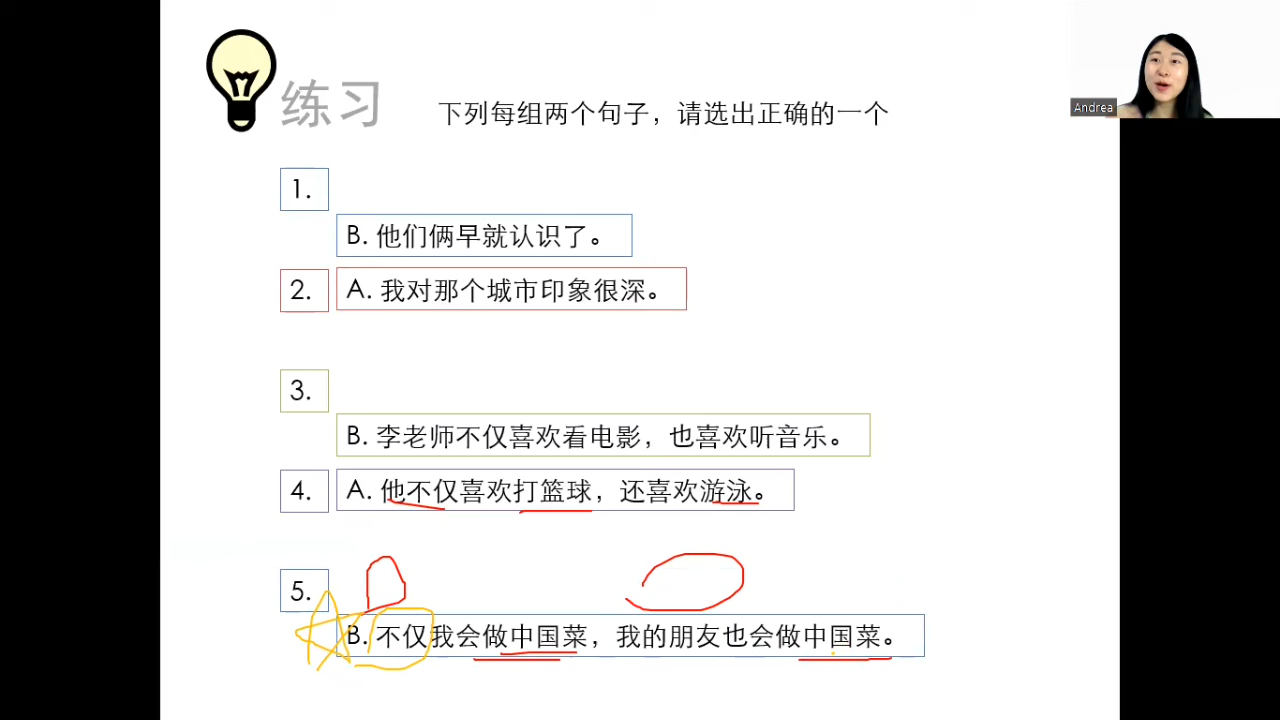 练习
下列每组两个句子，请选出正确的一个
Andrea
1.
B. 他们俩早就认识了。
2.
A. 我对那个城市印象很深。
3.
B. 李老师不仅喜欢看电影，也喜欢听音乐。
4.
A. 他不仅喜欢打篮球，还喜欢游泳。
5.
B. 不仅我会做中国菜，我的朋友也会做中国菜。